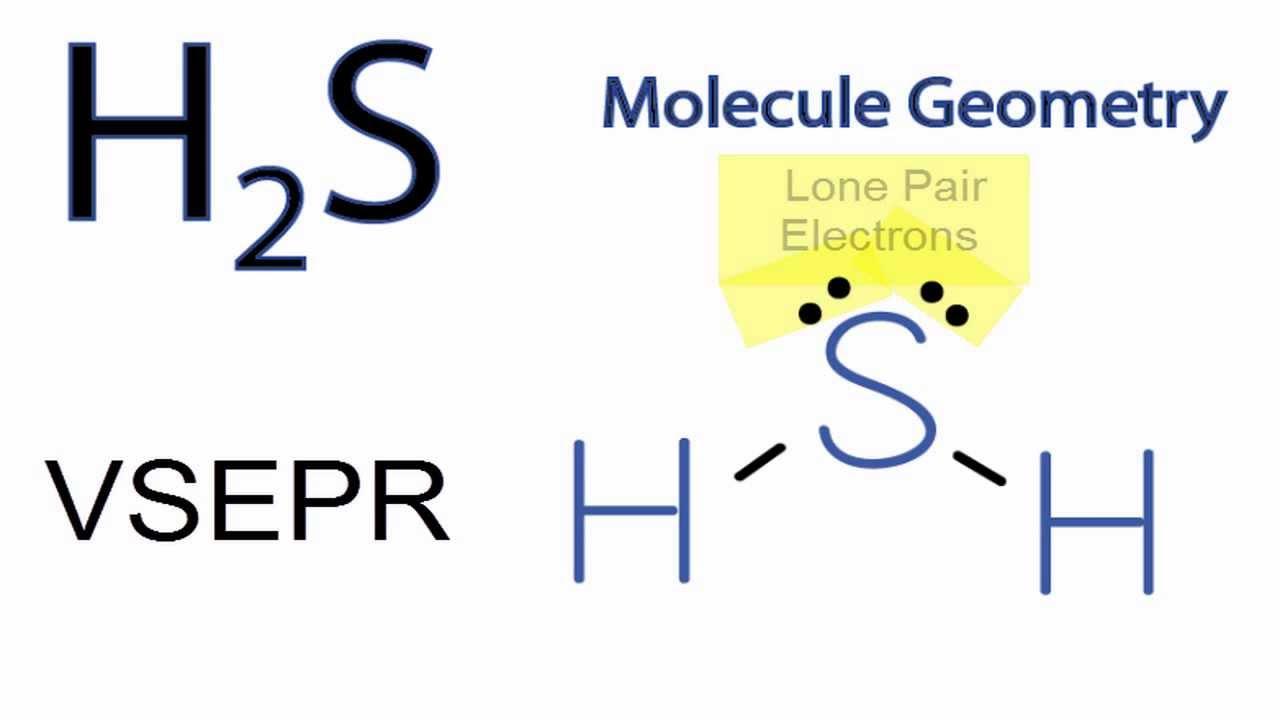 H₂S
Molecule Geometry
Lone Pair
Electrons
S
H H
VSEPR